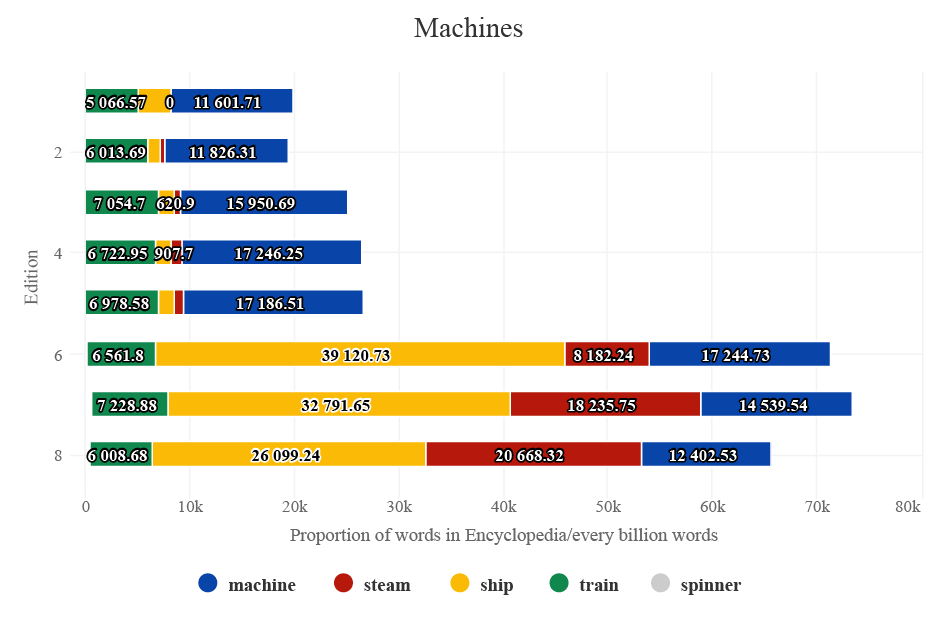 Machines
5 066.57 0 11 601.71
2 6 013.69 11 826.31
7 054.7 620.9 15 950.69
4 6 722.95 907.7 17 246.25
6 978.58 17 186.51
6 6 561.8 39 120.73 8 182.24 17 244.73
7 228.88 32 791.65 18 235.75 14 539.54
8 6 008.68 26 099.24 20 668.32 12 402.53
Edition
0 10k 20k 30k 40k 50k 60k 70k 80k
Proportion of words in Encyclopedia/every billion words
machine steam ship train spinner